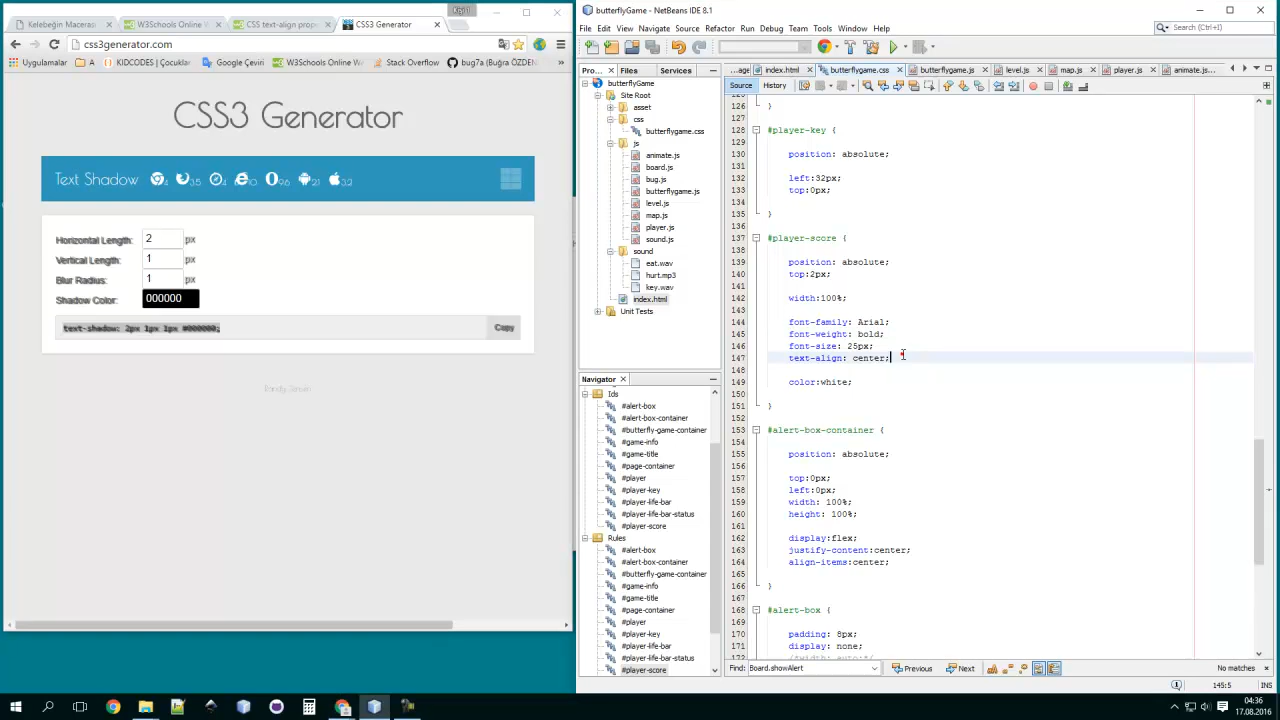 Kelebeğin Macerası
W3Schools Online W
CSS text-align prope
CSS3 Generator
css3generator.com
Uygulamalar
A
KIDCODES | Çocuklar
Google Çeviri
W3Schools Online We
Stack Overflow
bug7a (Buğra ÖZDEN
»
CSS3 Generator
Text Shadow
Horizontal Length: 2 px
Vertical Length: 1 px
Blur Radius: 1 px
Shadow Color: 000000
text-shadow: 2px 1px 1px #000000;
Copy
butterflyGame - NetBeans IDE 8.1
File Edit View Navigate Source Refactor Run Debug Team Tools Window Help
Search (Ctrl+I)
Pro... Files Services
butterflyGame
Site Root
asset
css
butterflygame.css
js
animate.js
board.js
bug.js
butterflygame.js
level.js
map.js
player.js
sound.js
sound
eat.wav
hurt.mp3
key.wav
index.html
Unit Tests
Navigator
Ids
#alert-box
#alert-box-container
#butterfly-game-container
#game-info
#game-title
#page-container
#player
#player-key
#player-life-bar
#player-life-bar-status
#player-score
Rules
#alert-box
#alert-box-container
#butterfly-game-container
#game-info
#game-title
#page-container
#player
#player-key
#player-life-bar
#player-life-bar-status
#player-score
...age index.html butterflygame.css butterflygame.js level.js map.js player.js animate.js...
Source History
126 }
127
128 #player-key {
129
130 position: absolute;
131
132 left:32px;
133 top:0px;
134
135 }
136
137 #player-score {
138
139 position: absolute;
140 top:2px;
141
142 width:100%;
143
144 font-family: Arial;
145 font-weight: bold;
146 font-size: 25px;
147 text-align: center;
148
149 color:white;
150
151 }
152
153 #alert-box-container {
154
155 position: absolute;
156
157 top:0px;
158 left:0px;
159 width: 100%;
160 height: 100%;
161
162 display:flex;
163 justify-content:center;
164 align-items:center;
165
166 }
167
168 #alert-box {
169
170 padding: 8px;
171 display: none;
172 /*width: auto;*/
Find: Board.showAlert Previous Next No matches
1 145:5 INS
04:36
17.08.2016